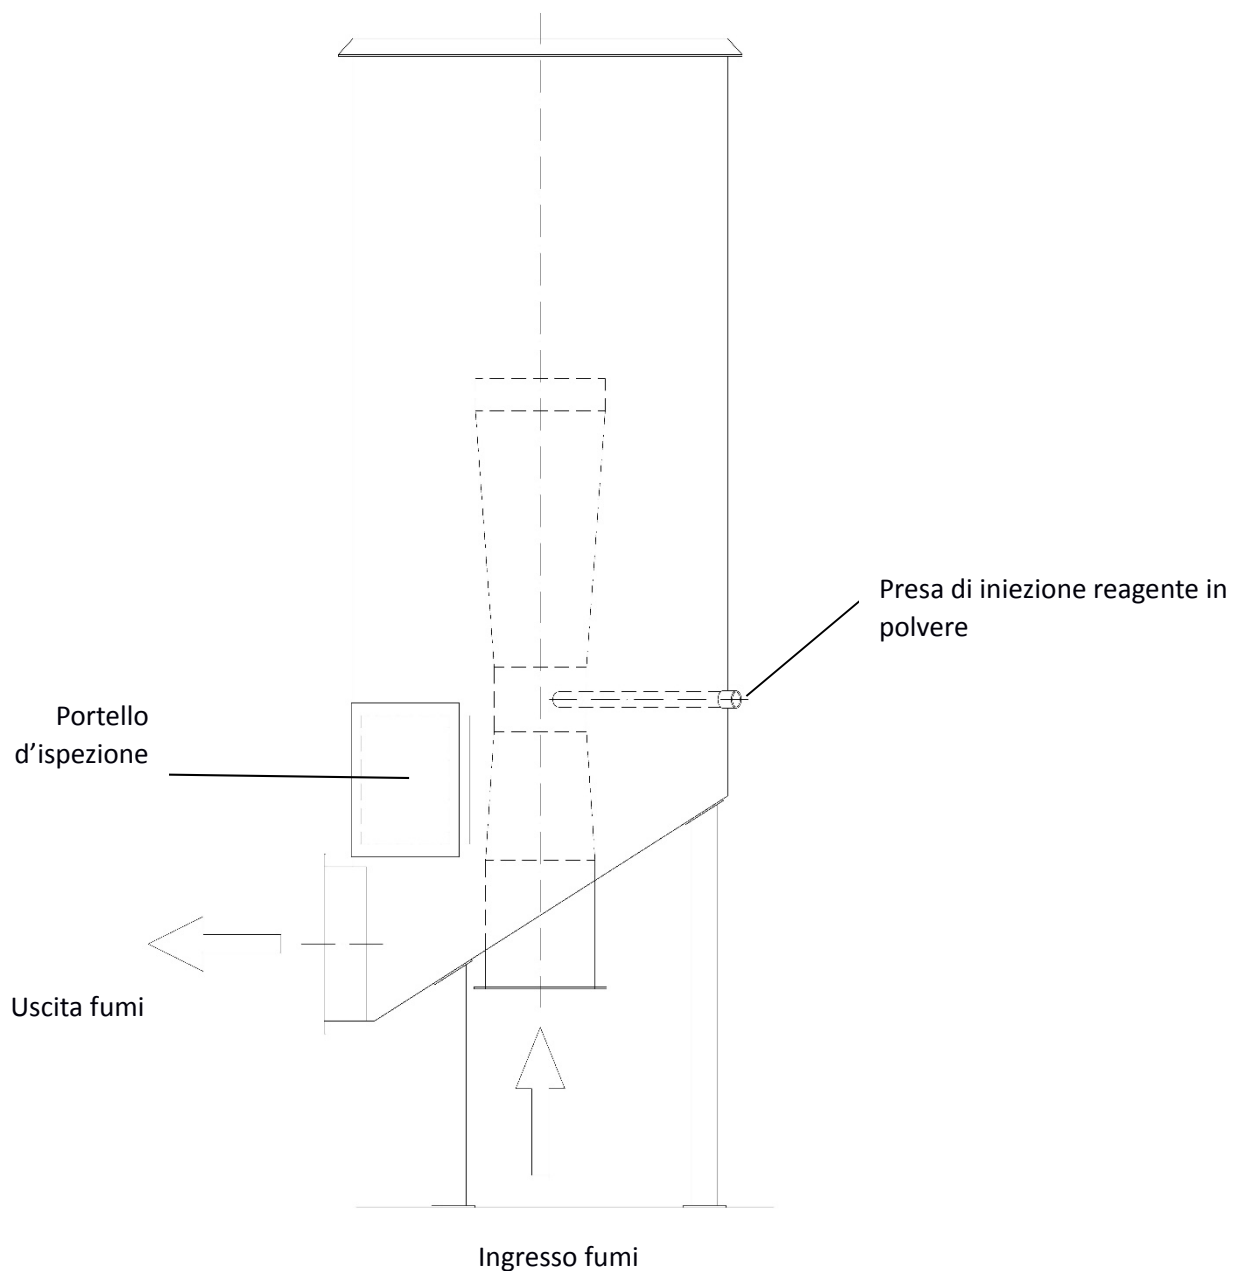 Presa di iniezione reagente in
polvere
Portello
d’ispezione
Uscita fumi
Ingresso fumi